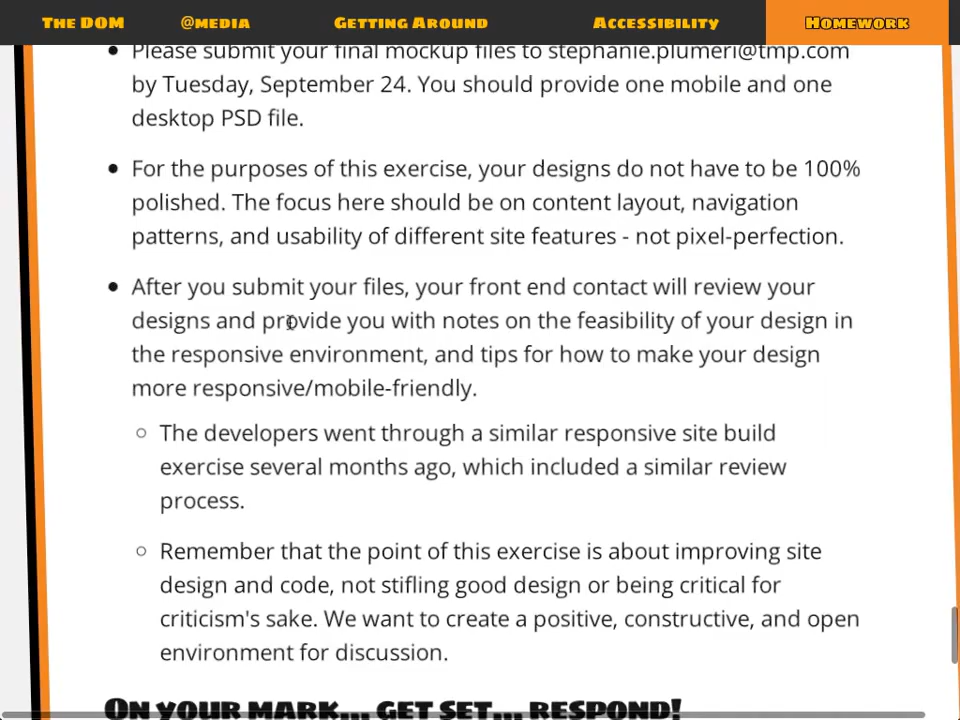 The DOM @media Getting Around Accessibility Homework
Please submit your final mockup files to stephanie.plumeri@tmp.com
by Tuesday, September 24. You should provide one mobile and one
desktop PSD file.
For the purposes of this exercise, your designs do not have to be 100%
polished. The focus here should be on content layout, navigation
patterns, and usability of different site features - not pixel-perfection.
After you submit your files, your front end contact will review your
designs and provide you with notes on the feasibility of your design in
the responsive environment, and tips for how to make your design
more responsive/mobile-friendly.
The developers went through a similar responsive site build
exercise several months ago, which included a similar review
process.
Remember that the point of this exercise is about improving site
design and code, not stifling good design or being critical for
criticism's sake. We want to create a positive, constructive, and open
environment for discussion.
On your mark... get set... respond!